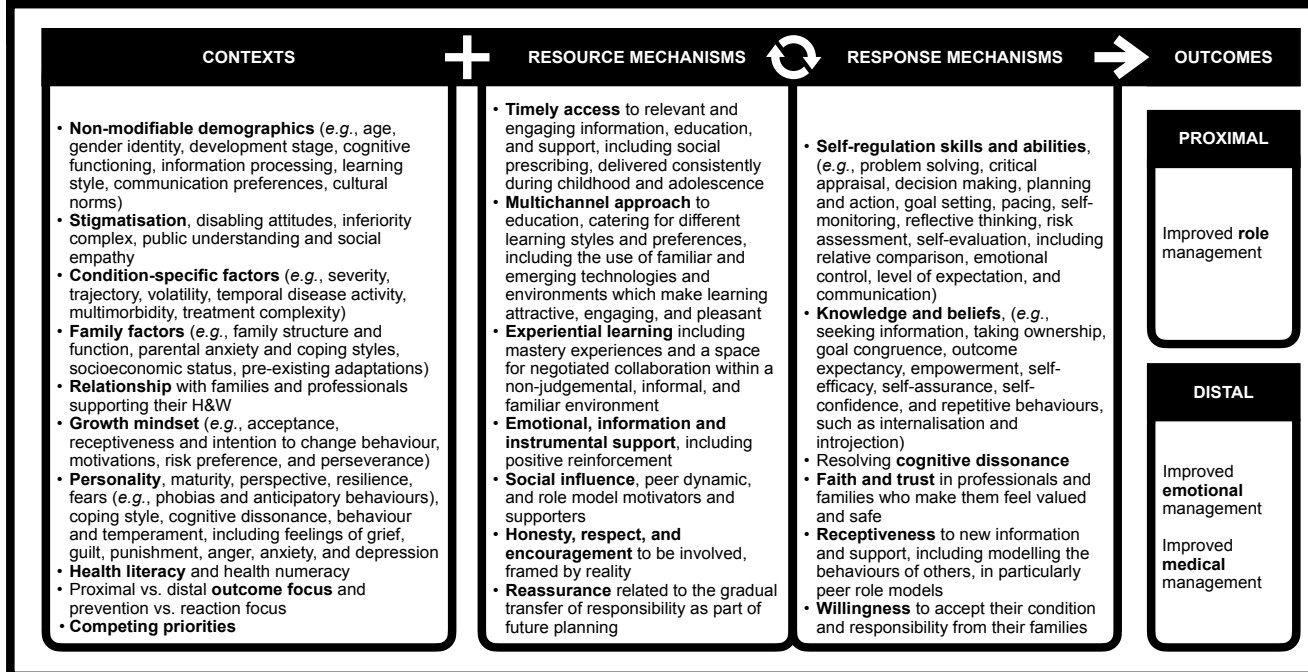 CONTEXTS
• Non-modifiable demographics (e.g., age,
gender identity, development stage, cognitive
functioning, information processing, learning
style, communication preferences, cultural
norms)
• Stigmatisation, disabling attitudes, inferiority
complex, public understanding and social
empathy
• Condition-specific factors (e.g., severity,
trajectory, volatility, temporal disease activity,
multimorbidity, treatment complexity)
• Family factors (e.g., family structure and
function, parental anxiety and coping styles,
socioeconomic status, pre-existing adaptations)
• Relationship with families and professionals
supporting their H&W
• Growth mindset (e.g., acceptance,
receptiveness and intention to change behaviour,
motivations, risk preference, and perseverance)
• Personality, maturity, perspective, resilience,
fears (e.g., phobias and anticipatory behaviours),
coping style, cognitive dissonance, behaviour
and temperament, including feelings of grief,
guilt, punishment, anger, anxiety, and depression
• Health literacy and health numeracy
• Proximal vs. distal outcome focus and
prevention vs. reaction focus
• Competing priorities
RESOURCE MECHANISMS
• Timely access to relevant and
engaging information, education,
and support, including social
prescribing, delivered consistently
during childhood and adolescence
• Multichannel approach to
education, catering for different
learning styles and preferences,
including the use of familiar and
emerging technologies and
environments which make learning
attractive, engaging, and pleasant
• Experiential learning including
mastery experiences and a space
for negotiated collaboration within a
non-judgemental, informal, and
familiar environment
• Emotional, information and
instrumental support, including
positive reinforcement
• Social influence, peer dynamic,
and role model motivators and
supporters
• Honesty, respect, and
encouragement to be involved,
framed by reality
• Reassurance related to the gradual
transfer of responsibility as part of
future planning
RESPONSE MECHANISMS
• Self-regulation skills and abilities,
(e.g., problem solving, critical
appraisal, decision making, planning
and action, goal setting, pacing, self-
monitoring, reflective thinking, risk
assessment, self-evaluation, including
relative comparison, emotional
control, level of expectation, and
communication)
• Knowledge and beliefs, (e.g.,
seeking information, taking ownership,
goal congruence, outcome
expectancy, empowerment, self-
efficacy, self-assurance, self-
confidence, and repetitive behaviours,
such as internalisation and
introjection)
• Resolving cognitive dissonance
• Faith and trust in professionals and
families who make them feel valued
and safe
• Receptiveness to new information
and support, including modelling the
behaviours of others, in particularly
peer role models
• Willingness to accept their condition
and responsibility from their families
OUTCOMES
PROXIMAL
Improved role
management
DISTAL
Improved
emotional
management
Improved
medical
management